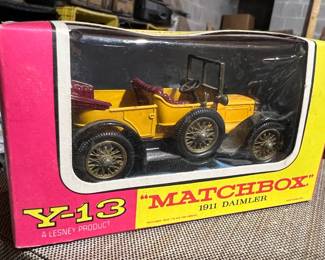 Y-13
A LESNEY PRODUCT
"MATCHBOX"
1911 DAIMLER